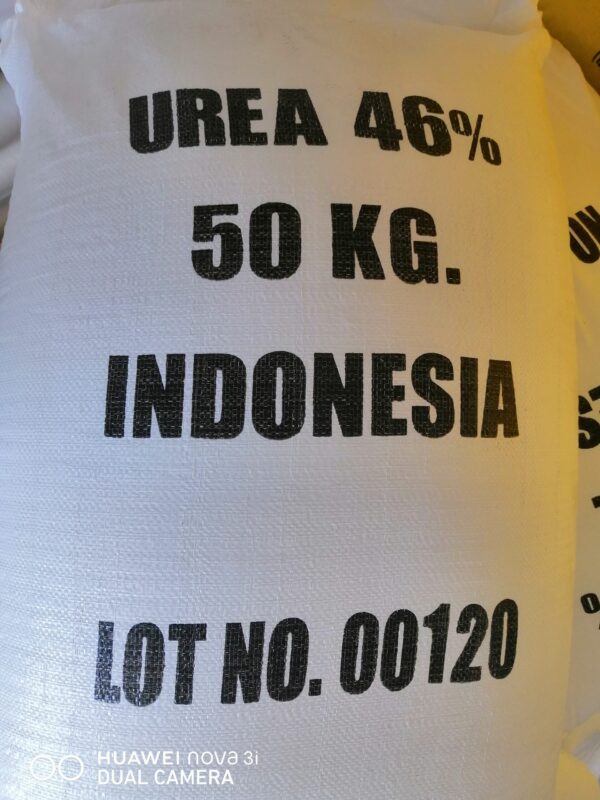 UREA 46%
50 KG.
INDONESIA
LOT NO. 00120
HUAWEI nova 3i
DUAL CAMERA